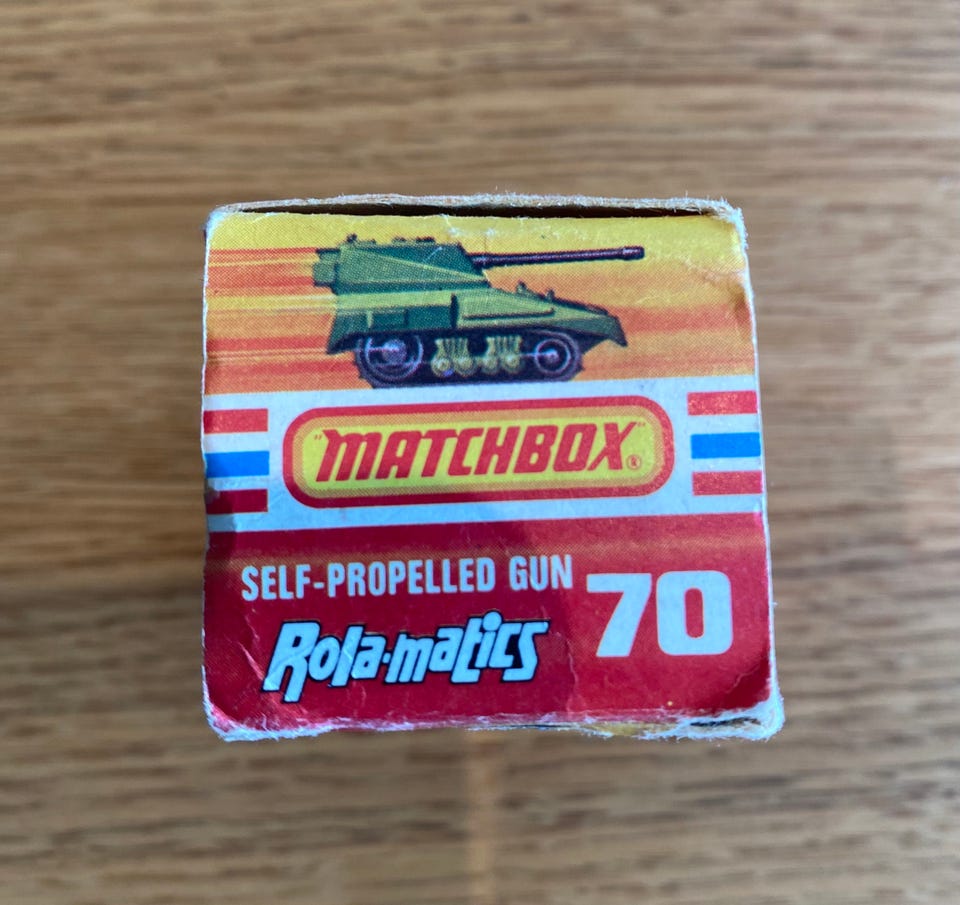 "MATCHBOX"®
SELF-PROPELLED GUN
70
Rola-matics